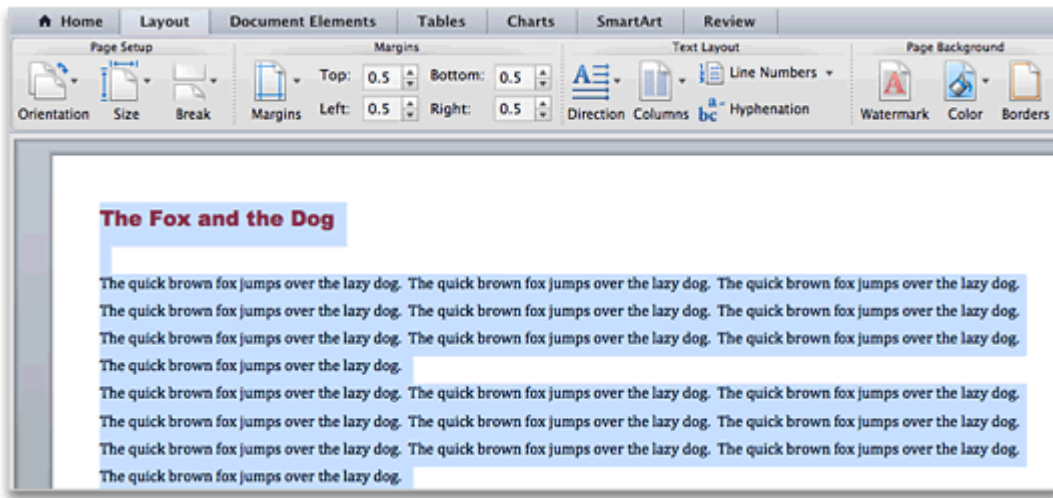 Home Layout Document Elements Tables Charts SmartArt Review
Page Setup Margins Text Layout Page Background
Top: 0.5 Bottom: 0.5 Line Numbers
Left: 0.5 Right: 0.5 Hyphenation
Orientation Size Break Margins Direction Columns Watermark Color Borders
The Fox and the Dog
The quick brown fox jumps over the lazy dog. The quick brown fox jumps over the lazy dog. The quick brown fox jumps over the lazy dog.
The quick brown fox jumps over the lazy dog. The quick brown fox jumps over the lazy dog. The quick brown fox jumps over the lazy dog.
The quick brown fox jumps over the lazy dog. The quick brown fox jumps over the lazy dog. The quick brown fox jumps over the lazy dog.
The quick brown fox jumps over the lazy dog.
The quick brown fox jumps over the lazy dog. The quick brown fox jumps over the lazy dog. The quick brown fox jumps over the lazy dog.
The quick brown fox jumps over the lazy dog. The quick brown fox jumps over the lazy dog. The quick brown fox jumps over the lazy dog.
The quick brown fox jumps over the lazy dog. The quick brown fox jumps over the lazy dog. The quick brown fox jumps over the lazy dog.
The quick brown fox jumps over the lazy dog.